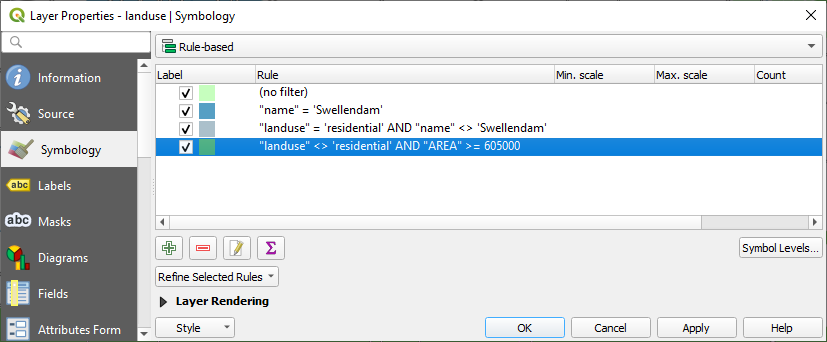 Layer Properties - landuse | Symbology
Rule-based
Information
Source
Symbology
abc Labels
abc Masks
Diagrams
Fields
Attributes Form
Label Rule Min. scale Max. scale Count
(no filter)
"name" = 'Swellendam'
"landuse" = 'residential' AND "name" <> 'Swellendam'
"landuse" <> 'residential' AND "AREA" >= 605000
Σ
Symbol Levels...
Refine Selected Rules
Layer Rendering
Style OK Cancel Apply Help